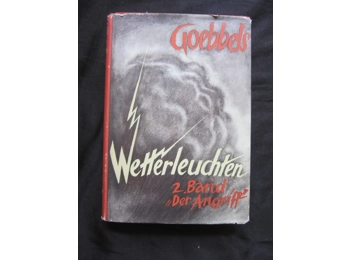 Goebbels
Wetterleuchten
2. Band
„Der Angriff"